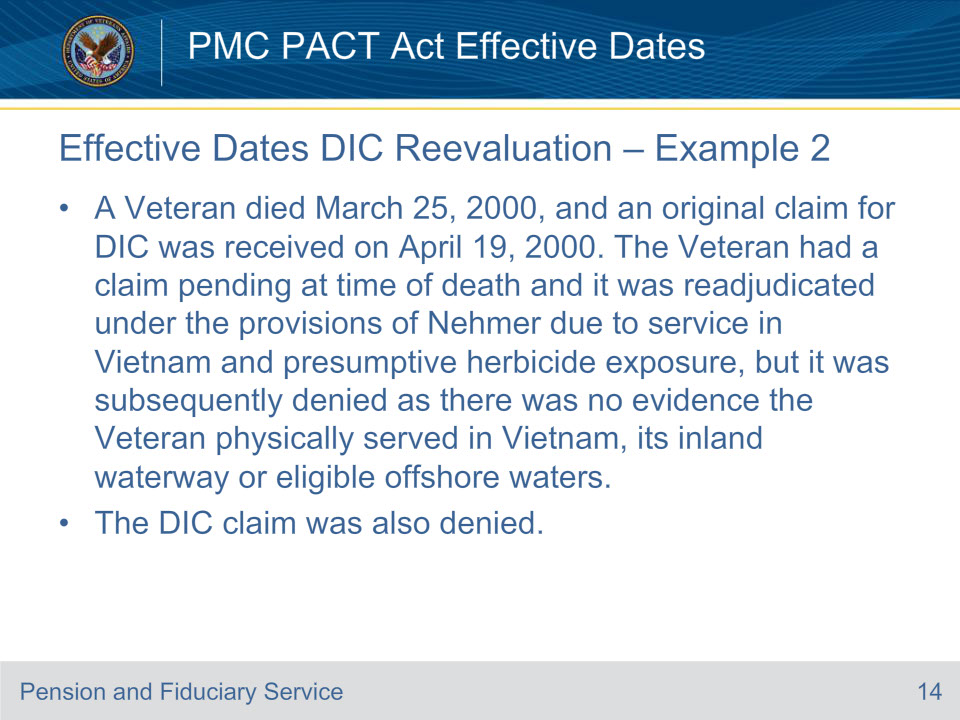 PMC PACT Act Effective Dates
Effective Dates DIC Reevaluation – Example 2
• A Veteran died March 25, 2000, and an original claim for
DIC was received on April 19, 2000. The Veteran had a
claim pending at time of death and it was readjudicated
under the provisions of Nehmer due to service in
Vietnam and presumptive herbicide exposure, but it was
subsequently denied as there was no evidence the
Veteran physically served in Vietnam, its inland
waterway or eligible offshore waters.
• The DIC claim was also denied.
Pension and Fiduciary Service
14